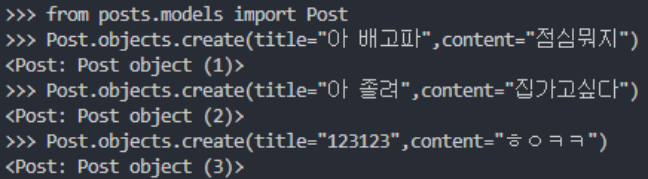 >>> from posts.models import Post
>>> Post.objects.create(title="아 배고파",content="점심뭐지")
<Post: Post object (1)>
>>> Post.objects.create(title="아 졸려",content="집가고싶다")
<Post: Post object (2)>
>>> Post.objects.create(title="123123",content="ㅎㅇㅋㅋ")
<Post: Post object (3)>